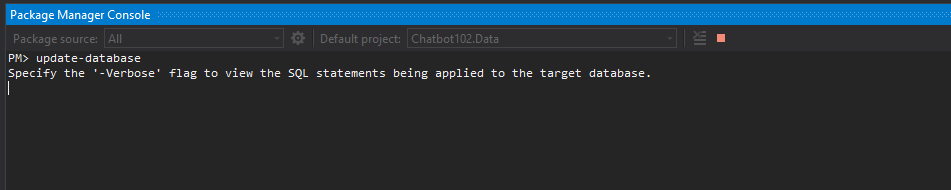 Package Manager Console
Package source: All Default project: Chatbot102.Data
PM> update-database
Specify the '-Verbose' flag to view the SQL statements being applied to the target database.